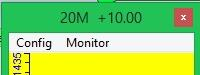 20M +10.00 x
Config Monitor
1435